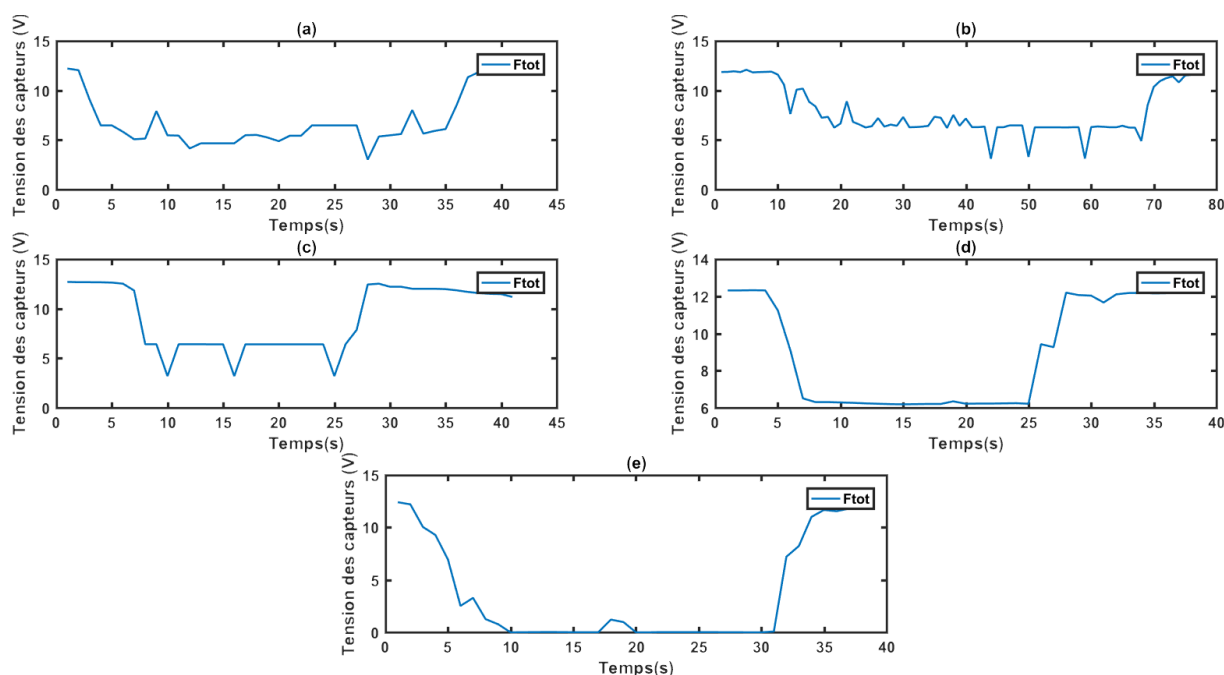 (a)
Tension des capteurs (V)
15
10
5
0
Ftot
0 5 10 15 20 25 30 35 40 45
Temps(s)
(b)
Tension des capteurs (V)
15
10
5
0
Ftot
0 10 20 30 40 50 60 70 80
Temps(s)
(c)
Tension des capteurs (V)
15
10
5
0
Ftot
0 5 10 15 20 25 30 35 40 45
Temps(s)
(d)
Tension des capteurs (V)
14
12
10
8
6
Ftot
0 5 10 15 20 25 30 35 40
Temps(s)
(e)
Tension des capteurs (V)
15
10
5
0
Ftot
0 5 10 15 20 25 30 35 40
Temps(s)